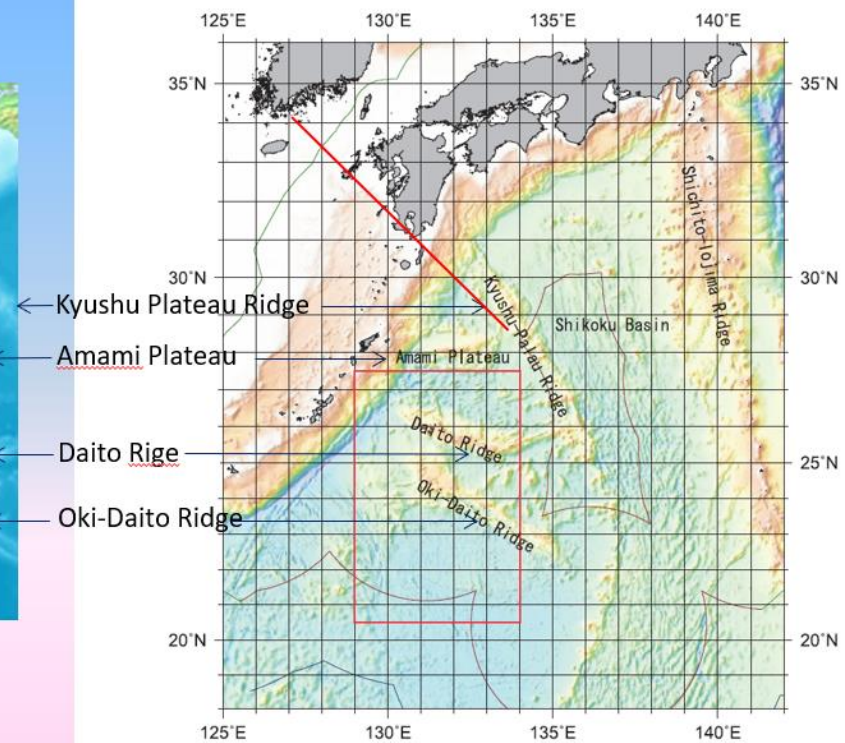 125°E 130°E 135°E 140°E
35°N 35°N
Shichito-Iojima Ridge
30°N 30°N
Kyushu Plateau Ridge
Kyushu-Palau Ridge
Shikoku Basin
Amami Plateau
Amami Plateau
Daito Ridge
Daito Rige
25°N 25°N
Oki-Daito Ridge
Oki-Daito Ridge
20°N 20°N
125°E 130°E 135°E 140°E